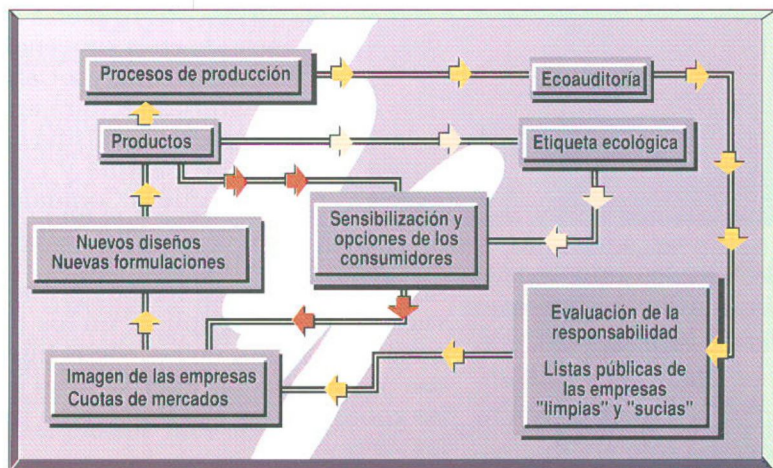 Procesos de producción
Ecoauditoría
Productos
Etiqueta ecológica
Sensibilización y
opciones de los
consumidores
Nuevos diseños
Nuevas formulaciones
Evaluación de la
responsabilidad
Listas públicas de
las empresas
"limpias" y "sucias"
Imagen de las empresas
Cuotas de mercados